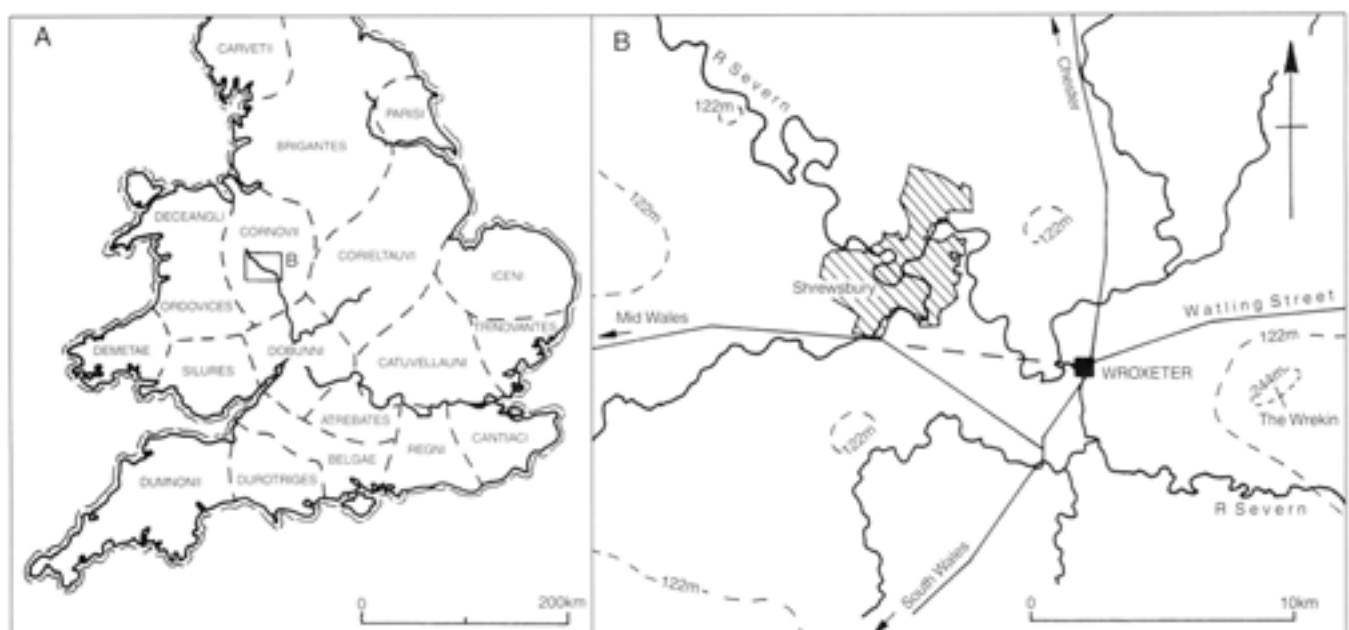 A
CARVETII
PARISI
BRIGANTES
DECEANGLI
CORNOVII
B
CORIELTAUVI
ICENI
ORDOVICES
TRINOVANTES
DEMETAE
DOBUNNI
SILURES
CATUVELLAUNI
ATREBATES
CANTIACI
REGNI
BELGAE
DUMNONII
DUROTRIGES
0
200km
B
R Severn
Chester
122m
122m
122m
Shrewsbury
Watling Street
Mid Wales
122m
WROXETER
244m
The Wrekin
122m
R Severn
South Wales
122m
0
10km